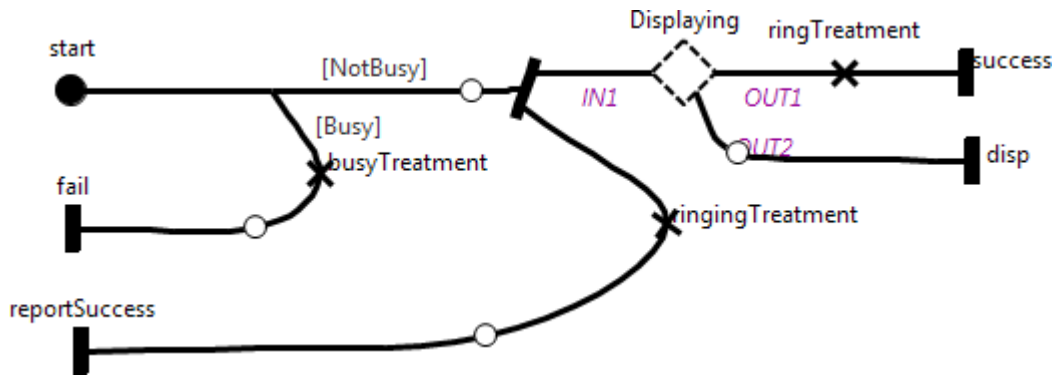 Displaying
ringTreatment
start
success
[NotBusy]
IN1
OUT1
[Busy]
OUT2
disp
busyTreatment
fail
ringingTreatment
reportSuccess